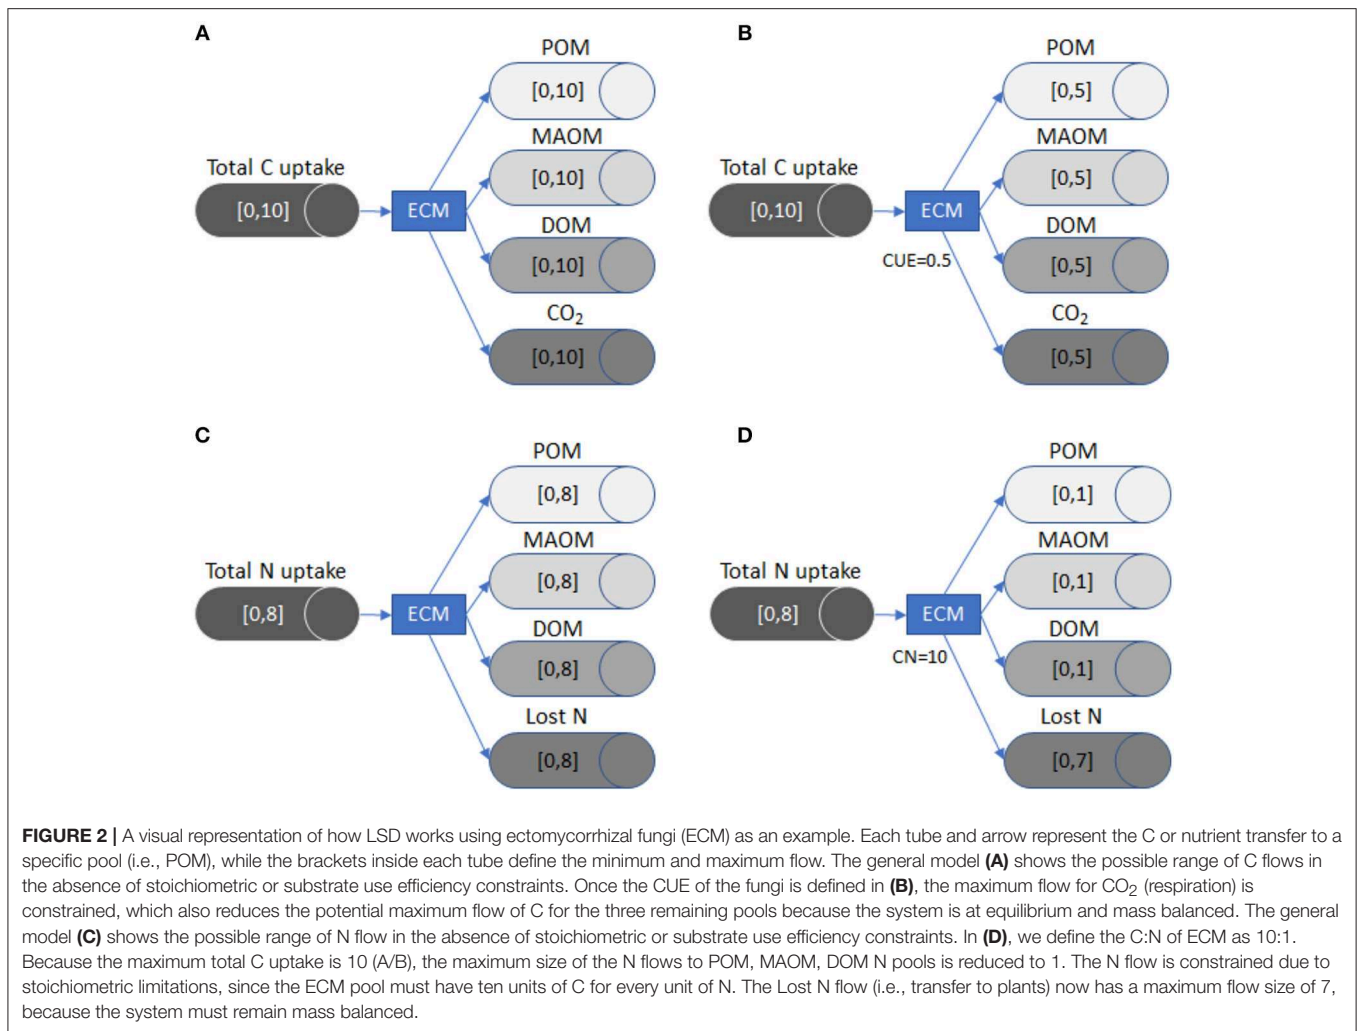 A
POM
[0,10]
MAOM
Total C uptake
[0,10]
[0,10]
ECM
DOM
[0,10]
CO2
[0,10]
B
POM
[0,5]
MAOM
Total C uptake
[0,5]
[0,10]
ECM
DOM
CUE=0.5
[0,5]
CO2
[0,5]
C
POM
[0,8]
MAOM
Total N uptake
[0,8]
[0,8]
ECM
DOM
[0,8]
Lost N
[0,8]
D
POM
[0,1]
MAOM
Total N uptake
[0,1]
[0,8]
ECM
DOM
CN=10
[0,1]
Lost N
[0,7]
FIGURE 2 | A visual representation of how LSD works using ectomycorrhizal fungi (ECM) as an example. Each tube and arrow represent the C or nutrient transfer to a
specific pool (i.e., POM), while the brackets inside each tube define the minimum and maximum flow. The general model (A) shows the possible range of C flows in
the absence of stoichiometric or substrate use efficiency constraints. Once the CUE of the fungi is defined in (B), the maximum flow for CO2 (respiration) is
constrained, which also reduces the potential maximum flow of C for the three remaining pools because the system is at equilibrium and mass balanced. The general
model (C) shows the possible range of N flow in the absence of stoichiometric or substrate use efficiency constraints. In (D), we define the C:N of ECM as 10:1.
Because the maximum total C uptake is 10 (A/B), the maximum size of the N flows to POM, MAOM, DOM N pools is reduced to 1. The N flow is constrained due to
stoichiometric limitations, since the ECM pool must have ten units of C for every unit of N. The Lost N flow (i.e., transfer to plants) now has a maximum flow size of 7,
because the system must remain mass balanced.